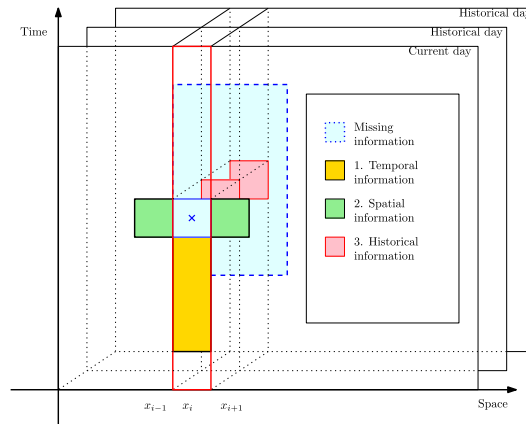 Historical day
Time
Historical day
Current day
Missing
information
1. Temporal
information
2. Spatial
information
3. Historical
information
x_{i−1} x_i x_{i+1}
Space